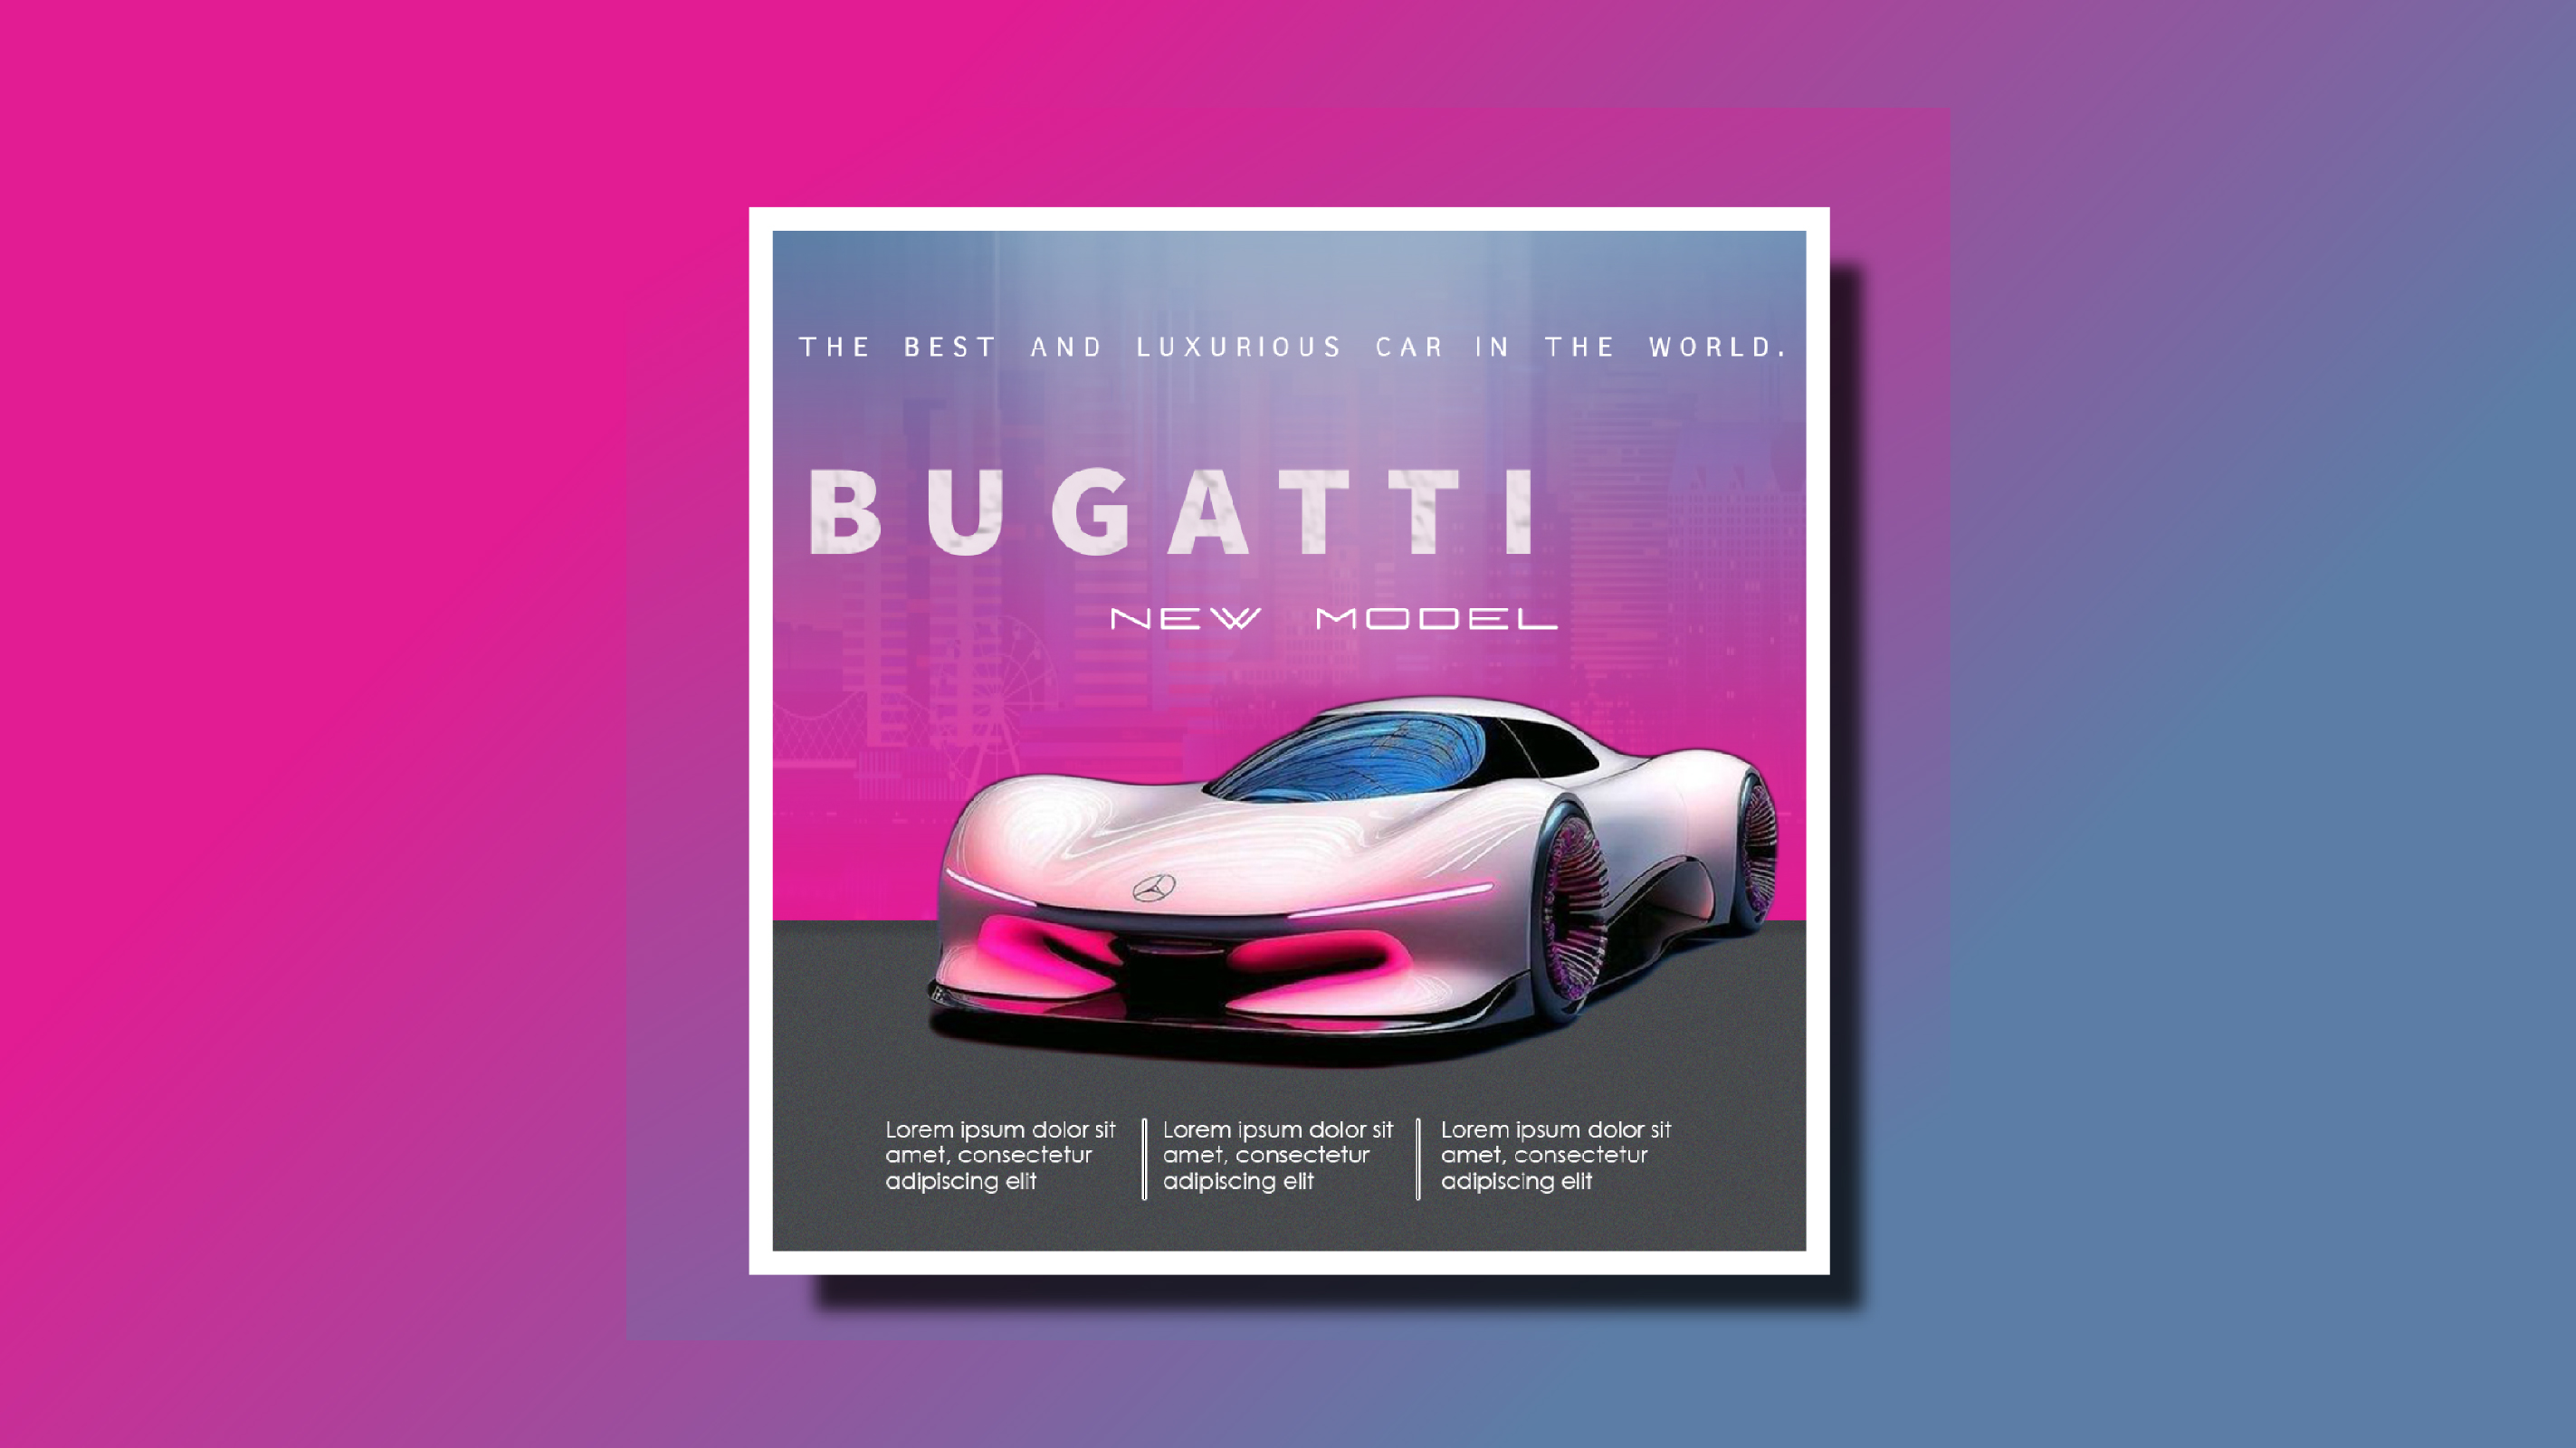 THE BEST AND LUXURIOUS CAR IN THE WORLD.
BUGATTI
NEW MODEL
Lorem ipsum dolor sit
amet, consectetur
adipiscing elit
Lorem ipsum dolor sit
amet, consectetur
adipiscing elit
Lorem ipsum dolor sit
amet, consectetur
adipiscing elit